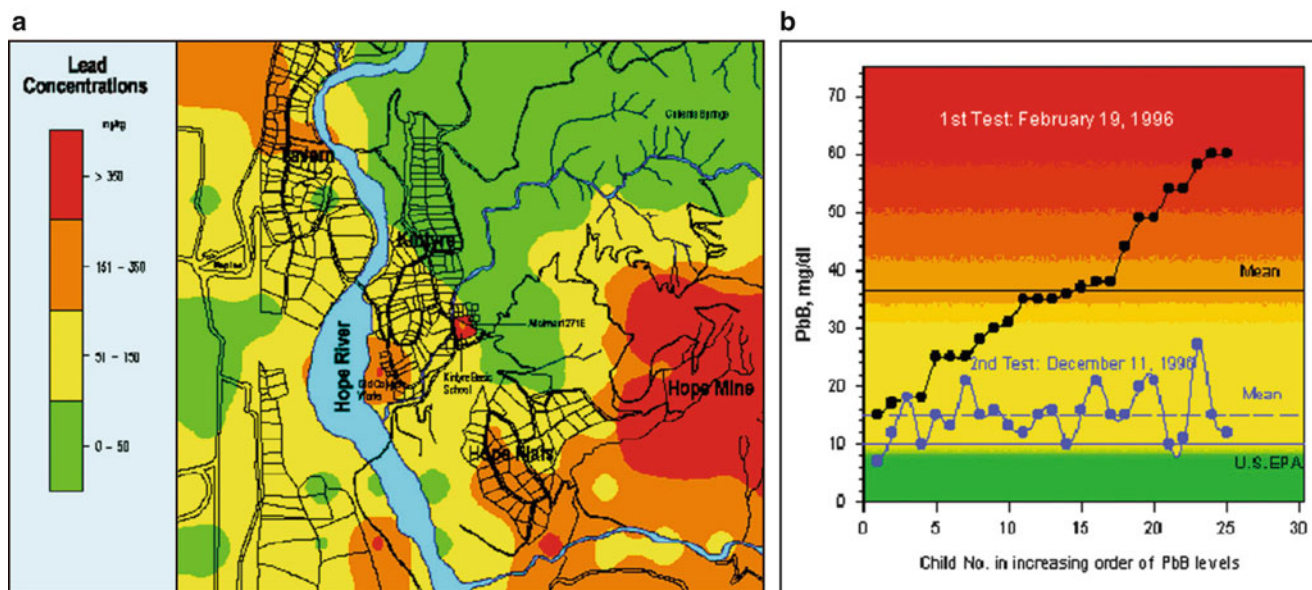 a
Lead
Concentrations
mg/kg
> 350
151 – 350
51 – 150
0 – 50
Tavern
Kintyre
Hope River
Kintyre Basic
School
Hope Mine
Hope Flats
b
PbB, mg/dl
70
60
50
40
30
20
10
0
1st Test: February 19, 1996
Mean
2nd Test: December 11, 1996
Mean
U.S.EPA
0
5
10
15
20
25
30
Child No. in increasing order of PbB levels